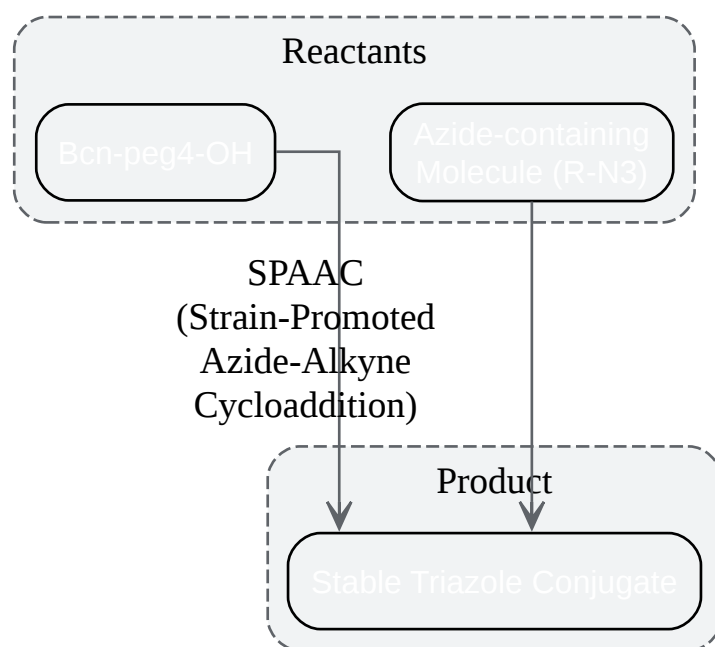 Reactants
Bcn-peg4-OH
Azide-containing
Molecule (R-N3)
SPAAC
(Strain-Promoted
Azide-Alkyne
Cycloaddition)
Product
Stable Triazole Conjugate